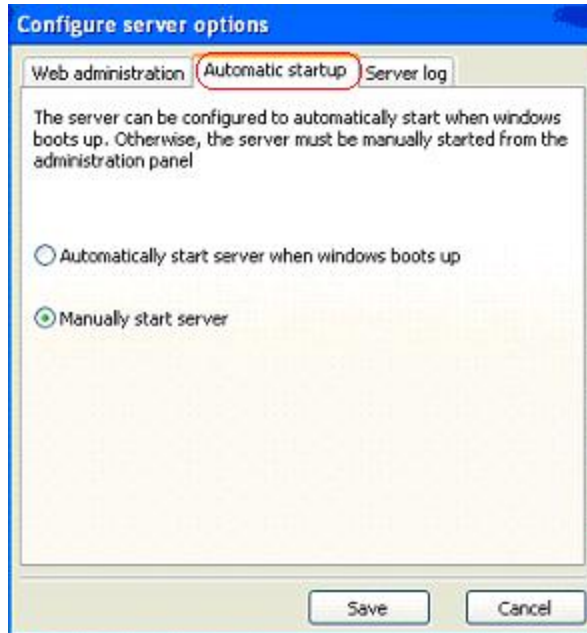 Configure server options
Web administration Automatic startup Server log
The server can be configured to automatically start when windows
boots up. Otherwise, the server must be manually started from the
administration panel
Automatically start server when windows boots up
Manually start server
Save Cancel